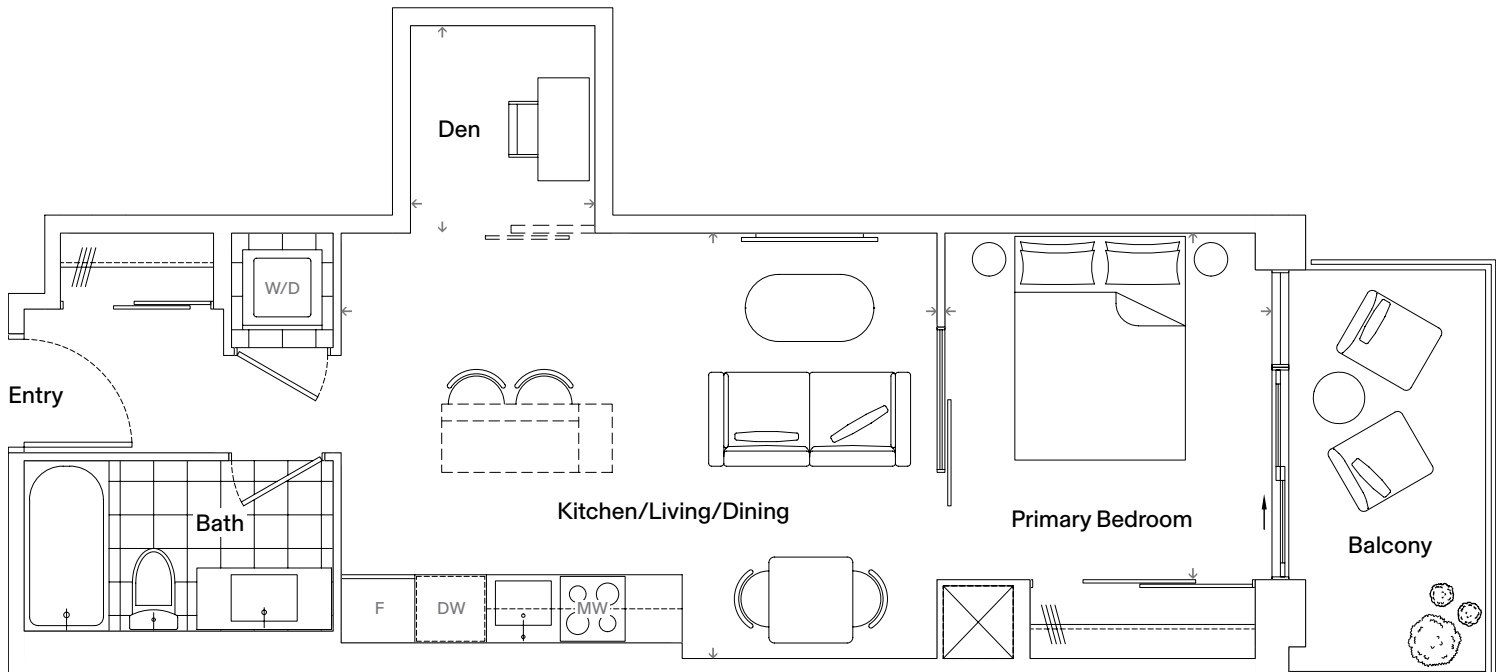 Den
W/D
Entry
Bath
Kitchen/Living/Dining
Primary Bedroom
Balcony
F
DW
MW